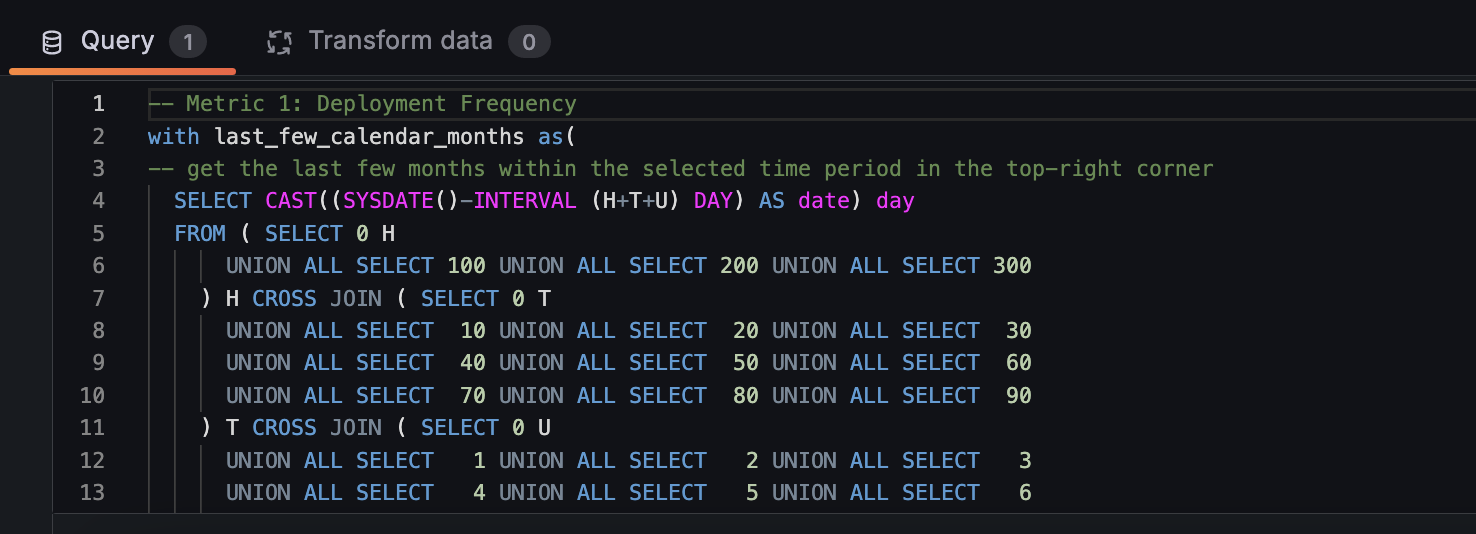 Query 1 Transform data 0
1 -- Metric 1: Deployment Frequency
2 with last_few_calendar_months as(
3 -- get the last few months within the selected time period in the top-right corner
4 SELECT CAST((SYSDATE()-INTERVAL (H+T+U) DAY) AS date) day
5 FROM ( SELECT 0 H
6 UNION ALL SELECT 100 UNION ALL SELECT 200 UNION ALL SELECT 300
7 ) H CROSS JOIN ( SELECT 0 T
8 UNION ALL SELECT 10 UNION ALL SELECT 20 UNION ALL SELECT 30
9 UNION ALL SELECT 40 UNION ALL SELECT 50 UNION ALL SELECT 60
10 UNION ALL SELECT 70 UNION ALL SELECT 80 UNION ALL SELECT 90
11 ) T CROSS JOIN ( SELECT 0 U
12 UNION ALL SELECT 1 UNION ALL SELECT 2 UNION ALL SELECT 3
13 UNION ALL SELECT 4 UNION ALL SELECT 5 UNION ALL SELECT 6